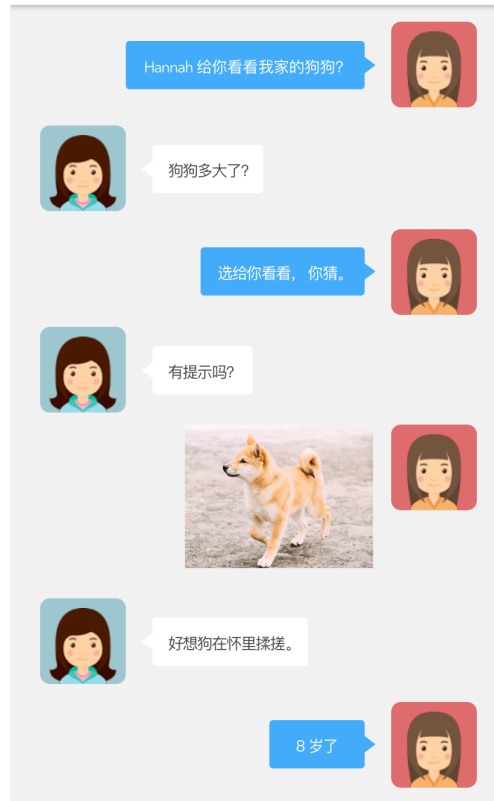 Hannah 给你看看我家的狗狗?
狗狗多大了?
选给你看看, 你猜。
有提示吗?
好想狗在怀里揉搓。
8 岁了